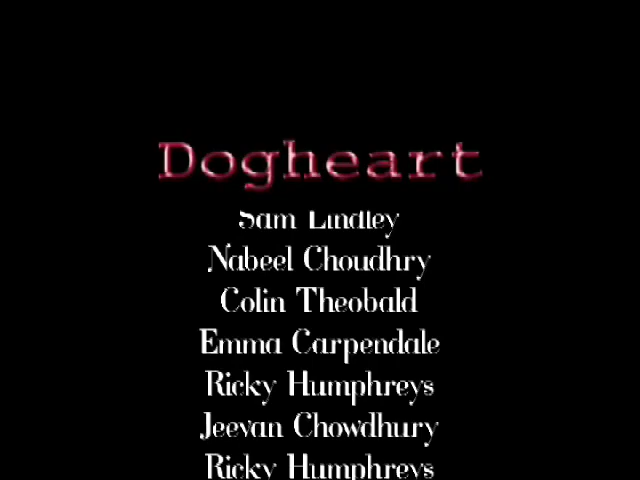 Dogheart
Sam Lindley
Nabeel Choudhry
Colin Theobald
Emma Carpendale
Ricky Humphreys
Jeevan Chowdhury
Ricky Humphreys